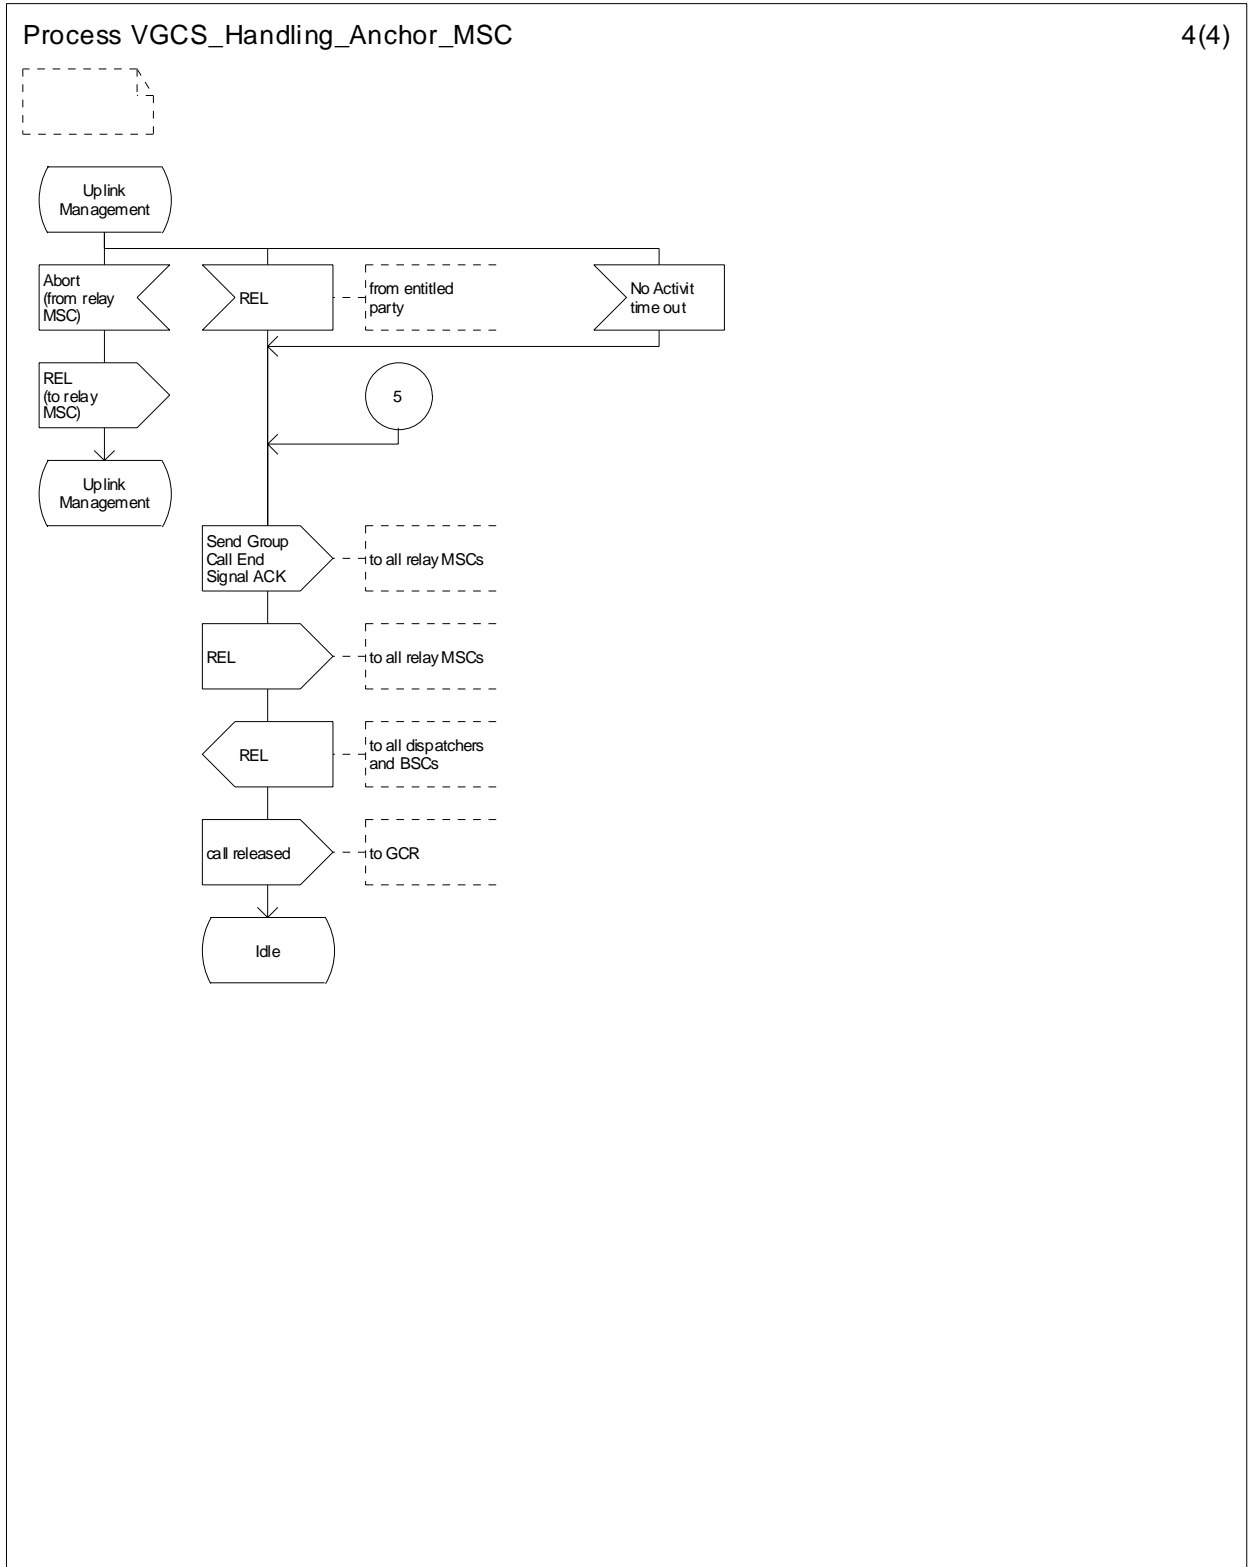 Process VGCS_Handling_Anchor_MSC
4(4)
Uplink
Management
Abort
(from relay
MSC)
REL
from entitled
party
No Activit
time out
REL
(to relay
MSC)
5
Uplink
Management
Send Group
Call End
Signal ACK
to all relay MSCs
REL
to all relay MSCs
REL
to all dispatchers
and BSCs
call released
to GCR
Idle